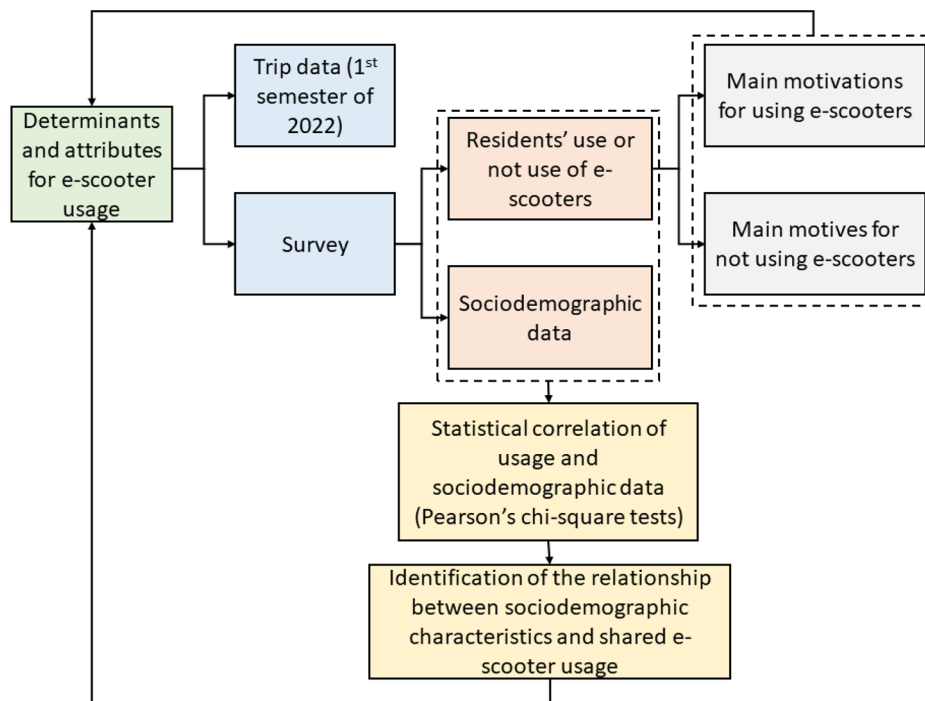 Determinants
and attributes
for e-scooter
usage
Trip data (1st
semester of
2022)
Survey
Residents’ use or
not use of e-
scooters
Sociodemographic
data
Main motivations
for using e-scooters
Main motives for
not using e-scooters
Statistical correlation of
usage and
sociodemographic data
(Pearson’s chi-square tests)
Identification of the relationship
between sociodemographic
characteristics and shared e-
scooter usage